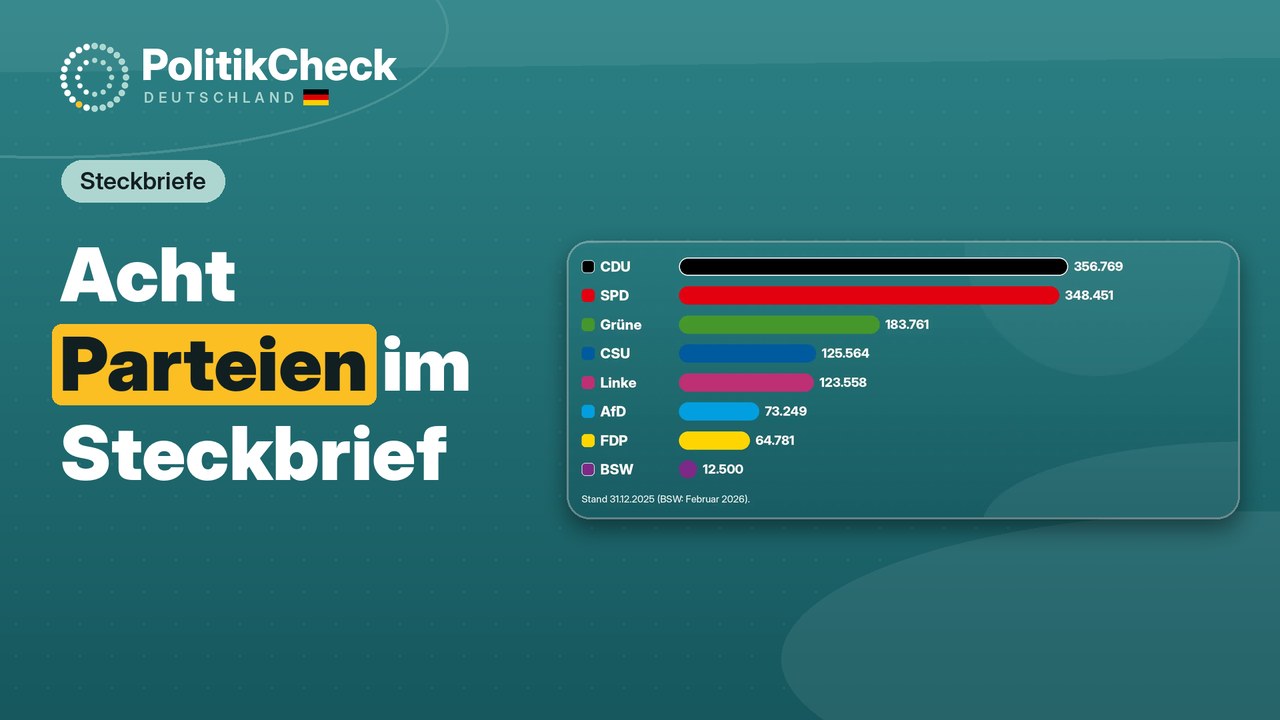 PolitikCheck
DEUTSCHLAND
Steckbriefe
Acht
Parteien im
Steckbrief
CDU 356.769
SPD 348.451
Grüne 183.761
CSU 125.564
Linke 123.558
AfD 73.249
FDP 64.781
BSW 12.500
Stand 31.12.2025 (BSW: Februar 2026).